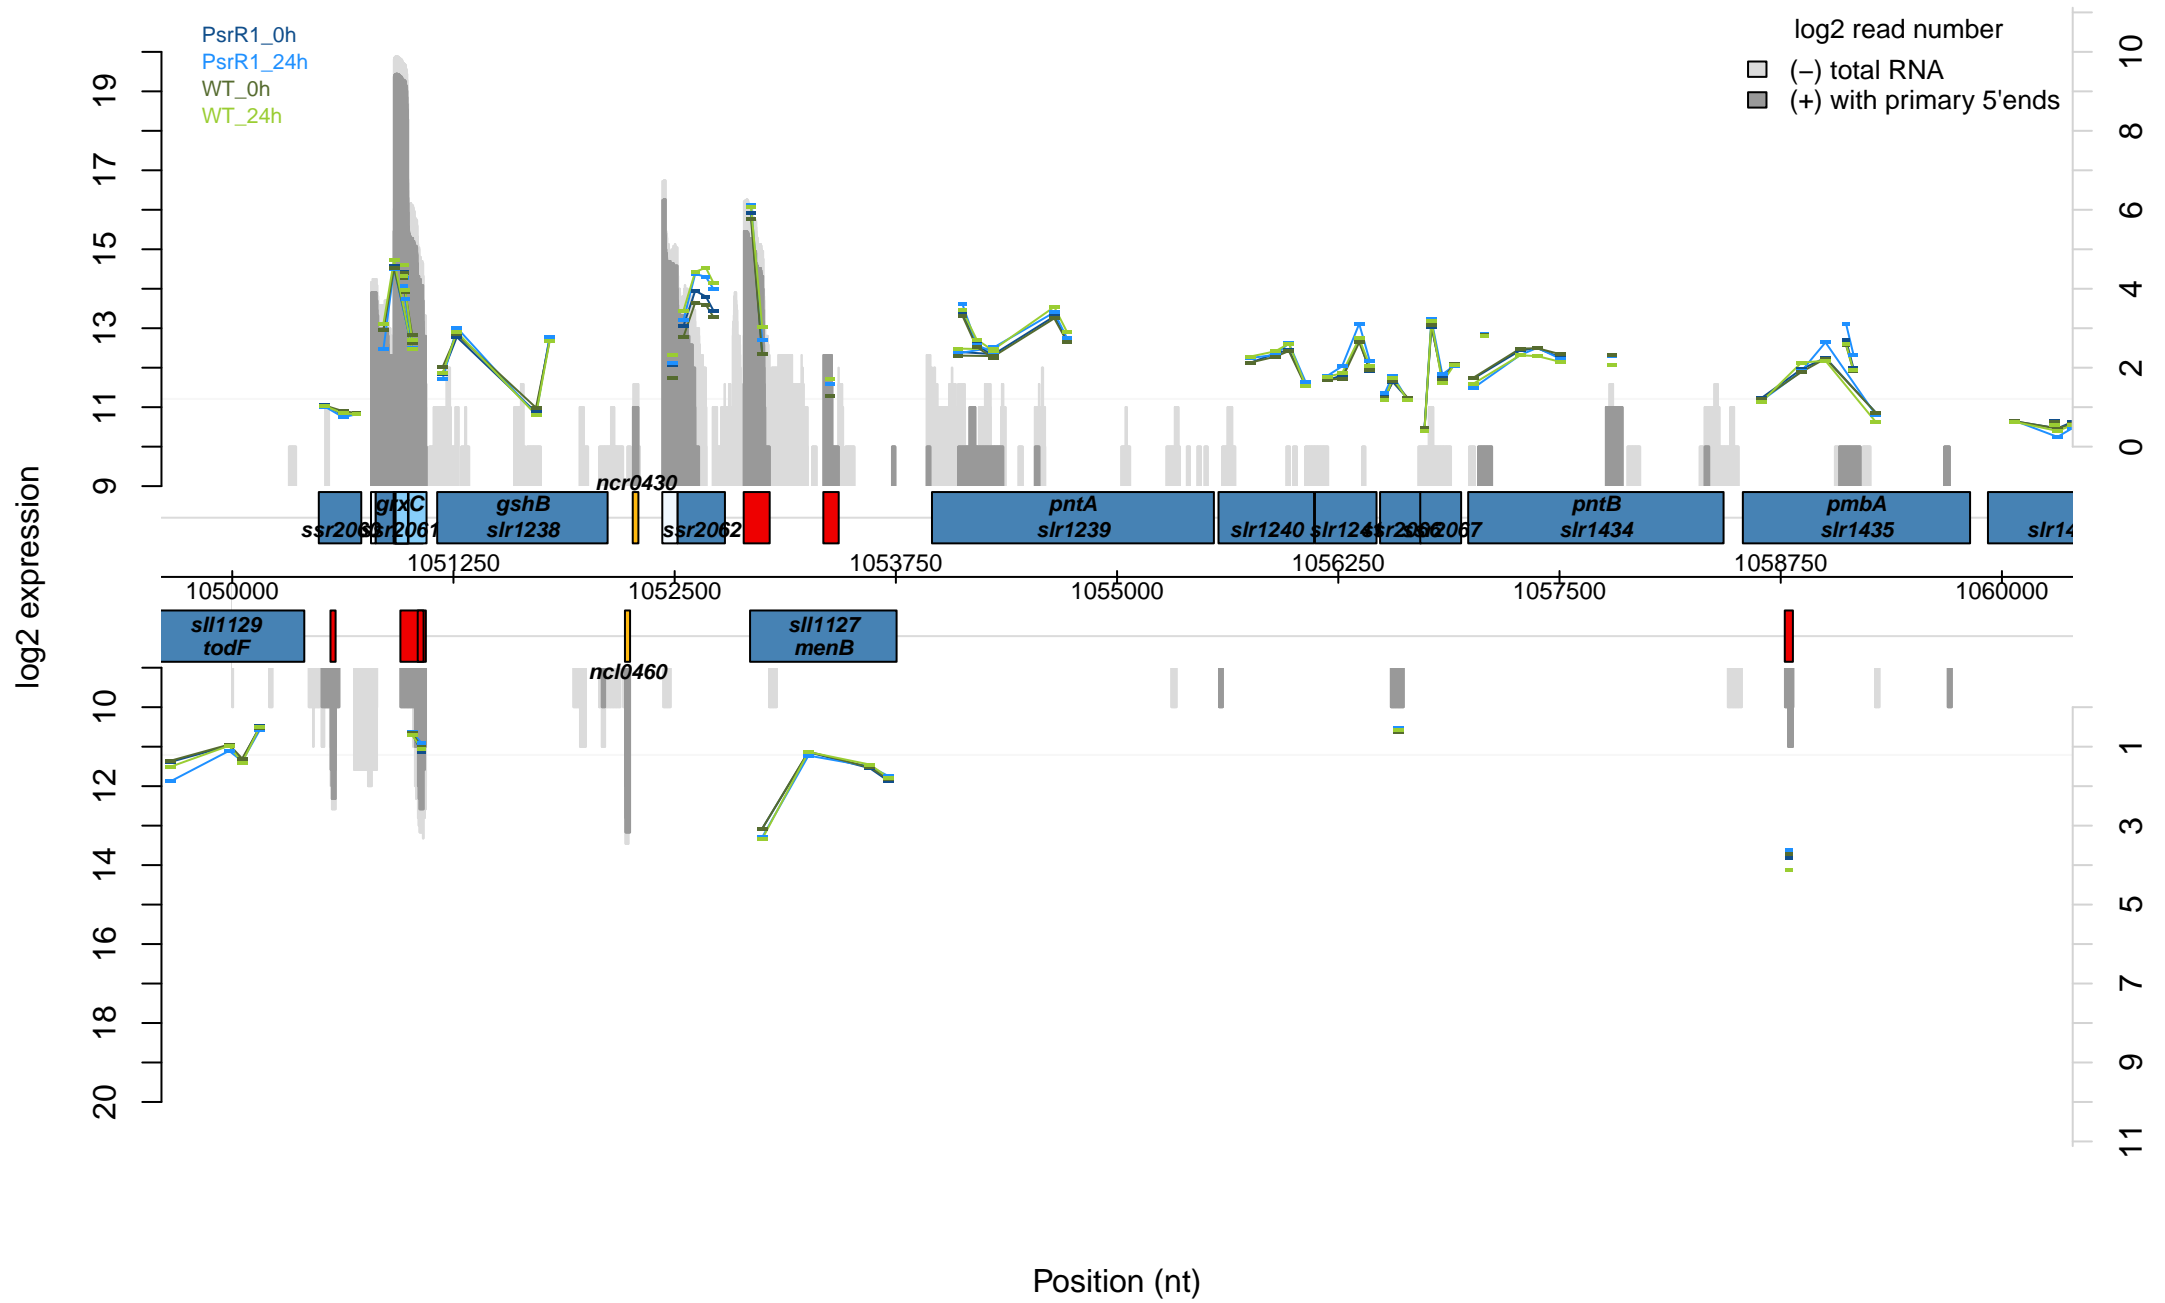 PsrR1_0h
PsrR1_24h
WT_0h
WT_24h
log2 read number
(−) total RNA
(+) with primary 5'ends
19
17
15
13
11
9
10
8
6
4
2
0
log2 expression
ncr0430
grxC
gshB
pntA
pntB
pmbA
ssr2061
slr1238
ssr2062
slr1239
slr1240
slr1434
slr1435
slr14
1051250
1053750
1056250
1058750
1050000
1052500
1055000
1057500
1060000
sll1129
todF
sll1127
menB
ncl0460
10
12
14
16
18
20
1
3
5
7
9
11
Position (nt)